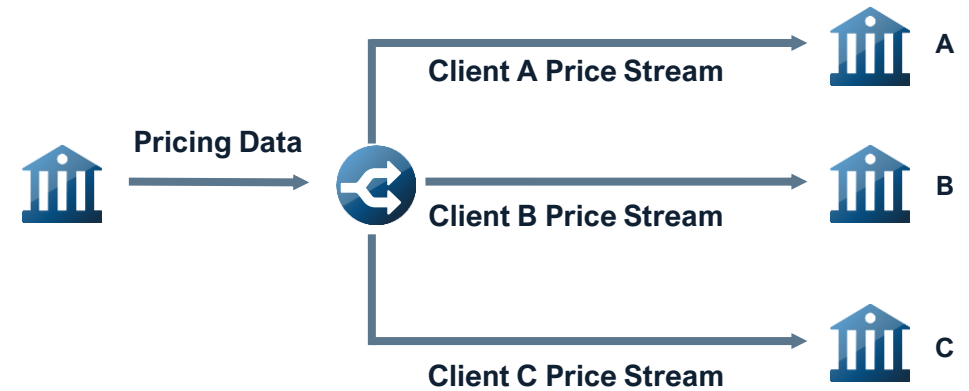 A
Client A Price Stream
Pricing Data
B
Client B Price Stream
C
Client C Price Stream